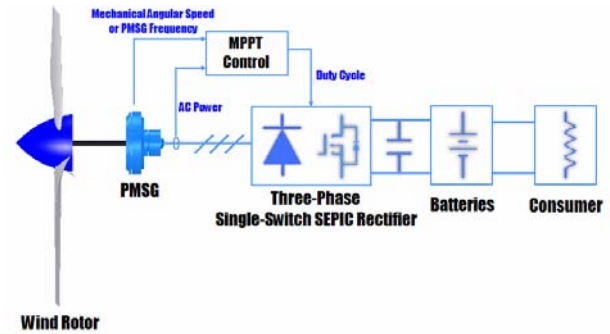 Mechanical Angular Speed
or PMSG Frequency
MPPT
Control
Duty Cycle
AC Power
PMSG
Three-Phase
Single-Switch SEPIC Rectifier
Batteries
Consumer
Wind Rotor